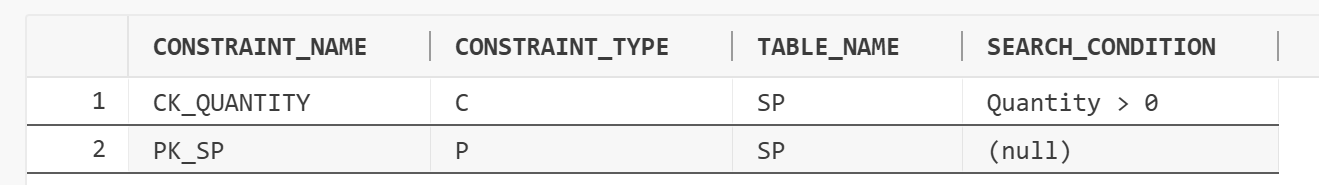 CONSTRAINT_NAME CONSTRAINT_TYPE TABLE_NAME SEARCH_CONDITION
1 CK_QUANTITY C SP Quantity > 0
2 PK_SP P SP (null)